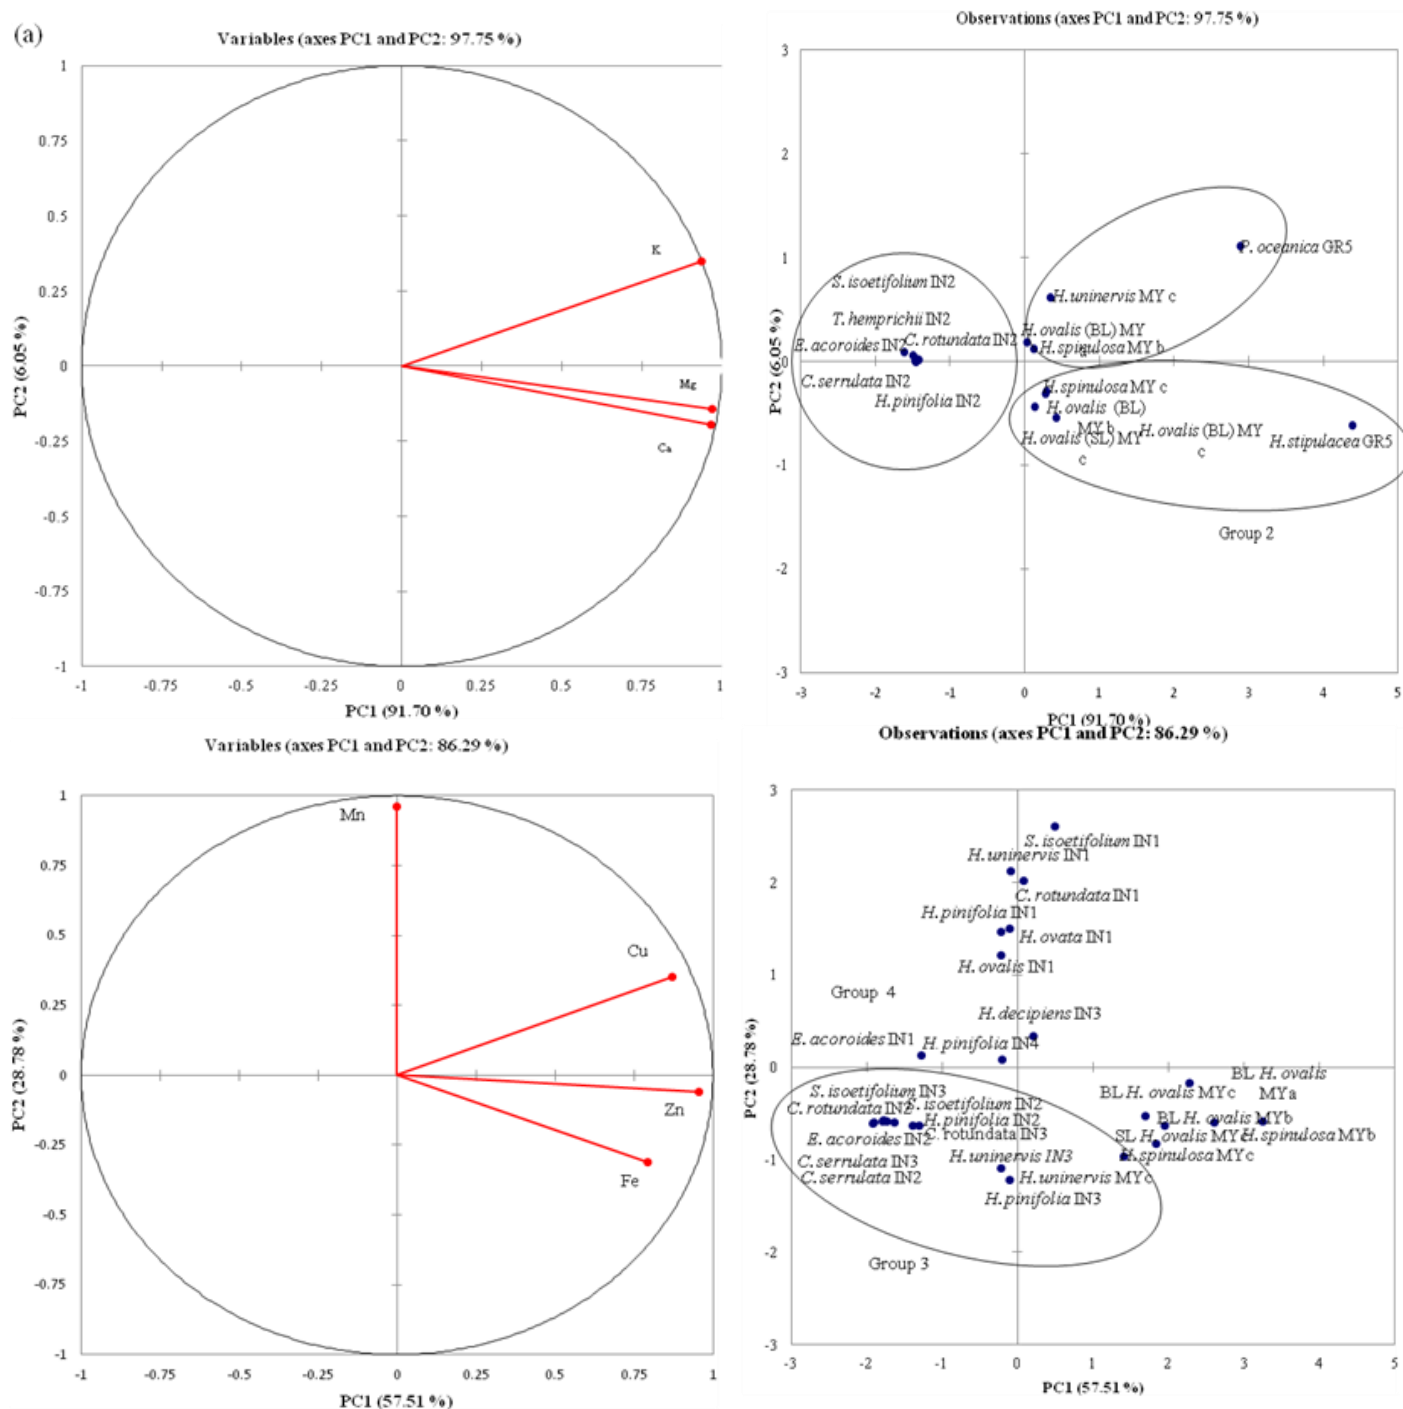 (a)
Variables (axes PC1 and PC2: 97.75 %)
1
0.75
0.5
0.25
0
-0.25
-0.5
-0.75
-1
PC2 (6.05 %)
K
Mg
Ca
-1 -0.75 -0.5 -0.25 0 0.25 0.5 0.75 1
PC1 (91.70 %)
Observations (axes PC1 and PC2: 97.75 %)
3
2
1
0
-1
-2
-3
PC2 (6.05 %)
P. oceanica GR5
S. isoetifolium IN2
H.uninervis MY c
T. hemprichii IN2
H.ovalis (BL) MY
a
E. acoroides IN2
C. rotundata IN2
H.spinulosa MY b
C.serrulata IN2
H.spinulosa MY c
H.pinifolia IN2
H.ovalis (BL)
MY b
H.ovalis (SL) MY
c
H.ovalis (BL) MY
c
H.stipulacea GR5
Group 2
-3 -2 -1 0 1 2 3 4 5
PC1 (91.70 %)
Variables (axes PC1 and PC2: 86.29 %)
1
0.75
0.5
0.25
0
-0.25
-0.5
-0.75
-1
PC2 (28.78 %)
Mn
Cu
Zn
Fe
-1 -0.75 -0.5 -0.25 0 0.25 0.5 0.75 1
PC1 (57.51 %)
Observations (axes PC1 and PC2: 86.29 %)
3
2
1
0
-1
-2
-3
PC2 (28.78 %)
S. isoetifolium IN1
H.uninervis IN1
C. rotundata IN1
H.pinifolia IN1
H. ovata IN1
H. ovalis IN1
Group 4
H.decipiens IN3
E. acoroides IN1
H. pinifolia IN4
BL H. ovalis
MYa
BL H. ovalis MYc
S. isoetifolium IN3
S. isoetifolium IN2
C. rotundata IN2
H.pinifolia IN2
BL H. ovalis MYb
E. acoroides IN2
C. rotundata IN3
SL H. ovalis MYc
H.spinulosa MYb
C. serrulata IN3
H.uninervis IN3
H.spinulosa MYc
C. serrulata IN2
H.uninervis MYc
H.pinifolia IN3
Group 3
-3 -2 -1 0 1 2 3 4 5
PC1 (57.51 %)